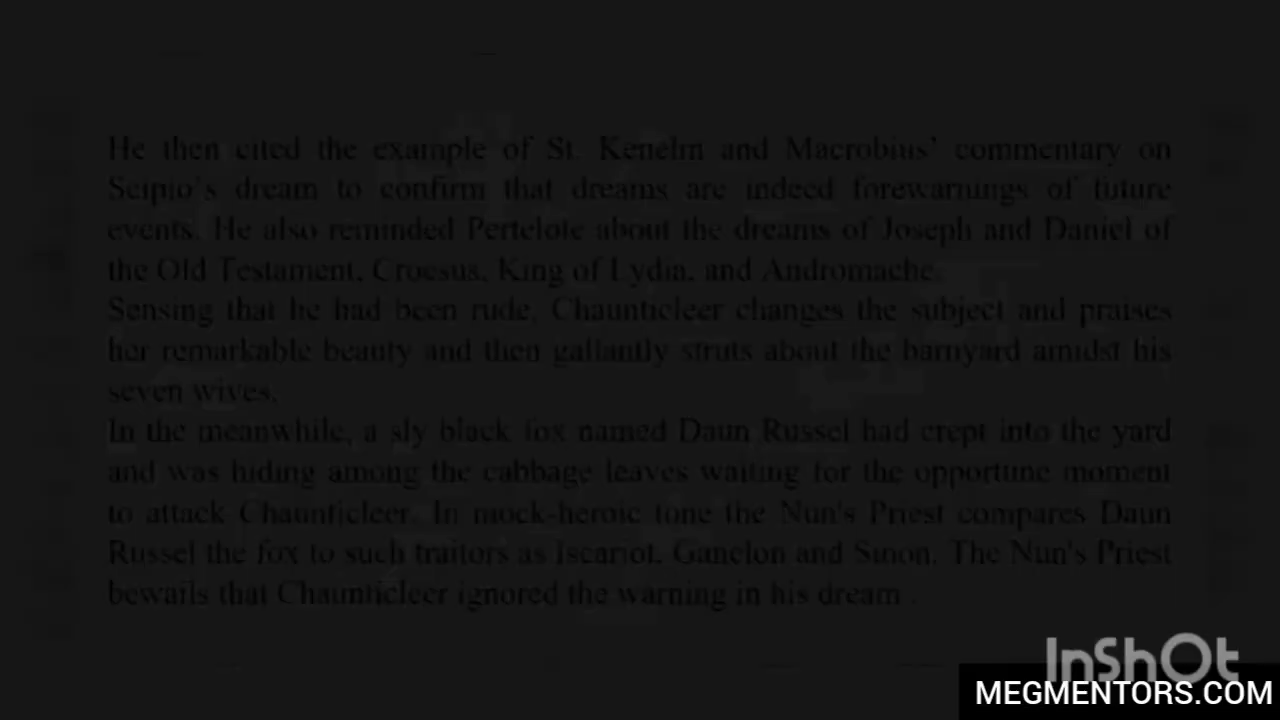 He then cited the example of St. Kenelm and Macrobius' commentary on
Scipio's dream to confirm that dreams are indeed forewarnings of future
events. He also reminded Pertelote about the dreams of Joseph and Daniel of
the Old Testament, Croesus, King of Lydia, and Andromache.
Sensing that he had been rude, Chaunticleer changes the subject and praises
her remarkable beauty and then gallantly struts about the barnyard amidst his
seven wives.
In the meanwhile, a sly black fox named Daun Russel had crept into the yard
and was hiding among the cabbage leaves waiting for the opportune moment
to attack Chaunticleer. In mock-heroic tone the Nun's Priest compares Daun
Russel the fox to such traitors as Iscariot, Ganelon and Sinon. The Nun's Priest
bewails that Chaunticleer ignored the warning in his dream.
InShOt
MEGMENTORS.COM